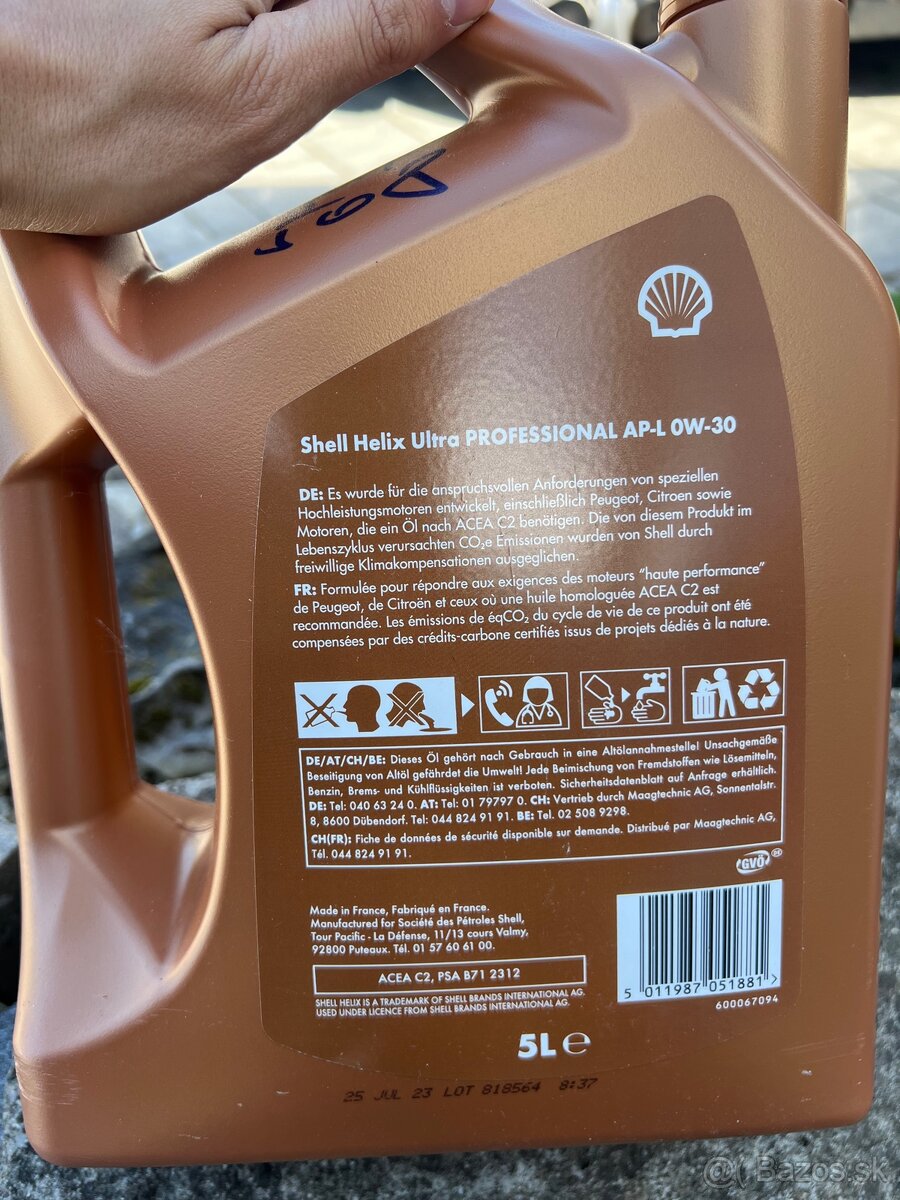 Shell Helix Ultra PROFESSIONAL AP-L 0W-30
DE: Es wurde für die anspruchsvollen Anforderungen von speziellen
Hochleistungsmotoren entwickelt, einschließlich Peugeot, Citroen sowie
Motoren, die ein Öl nach ACEA C2 benötigen. Die von diesem Produkt im
Lebenszyklus verursachten CO₂e Emissionen wurden von Shell durch
freiwillige Klimakompensationen ausgeglichen.
FR: Formulée pour répondre aux exigences des moteurs "haute performance"
de Peugeot, de Citroën et ceux où une huile homologuée ACEA C2 est
recommandée. Les émissions de éqCO₂ du cycle de vie de ce produit ont été
compensées par des crédits-carbone certifiés issus de projets dédiés à la nature.
DE/AT/CH/BE: Dieses Öl gehört nach Gebrauch in eine Altölannahmestelle! Unsachgemäße
Beseitigung von Altöl gefährdet die Umwelt! Jede Beimischung von Fremdstoffen wie Lösemitteln,
Benzin, Brems- und Kühlflüssigkeiten ist verboten. Sicherheitsdatenblatt auf Anfrage erhältlich.
DE: Tel: 040 63 24 0. AT: Tel: 01 79797 0. CH: Vertrieb durch Maagtechnic AG, Sonnentalstr.
8, 8600 Dübendorf. Tel: 044 824 91 91. BE: Tel. 02 508 9298.
CH(FR): Fiche de données de sécurité disponible sur demande. Distribué par Maagtechnic AG,
Tél. 044 824 91 91.
GVÖ
Made in France, Fabriqué en France.
Manufactured for Société des Pétroles Shell,
Tour Pacific - La Défense, 11/13 cours Valmy,
92800 Puteaux. Tél. 01 57 60 61 00.
ACEA C2, PSA B71 2312
SHELL HELIX IS A TRADEMARK OF SHELL BRANDS INTERNATIONAL AG.
USED UNDER LICENCE FROM SHELL BRANDS INTERNATIONAL AG.
5 011987 051881 >
600067094
5L e
25 JUL 23 LOT 818564 8:37
@ Bazos.sk